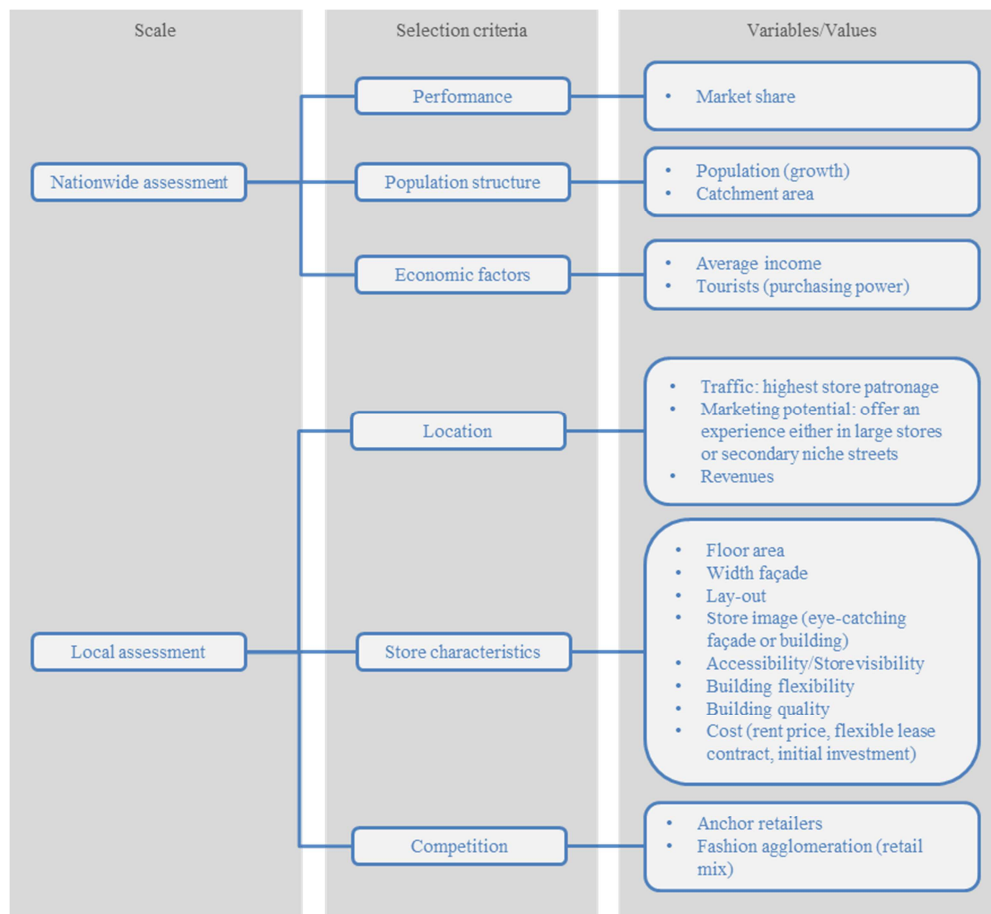 Scale
Selection criteria
Variables/Values
Nationwide assessment
Performance
• Market share
Population structure
• Population (growth)
• Catchment area
Economic factors
• Average income
• Tourists (purchasing power)
Local assessment
Location
• Traffic: highest store patronage
• Marketing potential: offer an
experience either in large stores
or secondary niche streets
• Revenues
Store characteristics
• Floor area
• Width façade
• Lay-out
• Store image (eye-catching
façade or building)
• Accessibility/Store visibility
• Building flexibility
• Building quality
• Cost (rent price, flexible lease
contract, initial investment)
Competition
• Anchor retailers
• Fashion agglomeration (retail
mix)